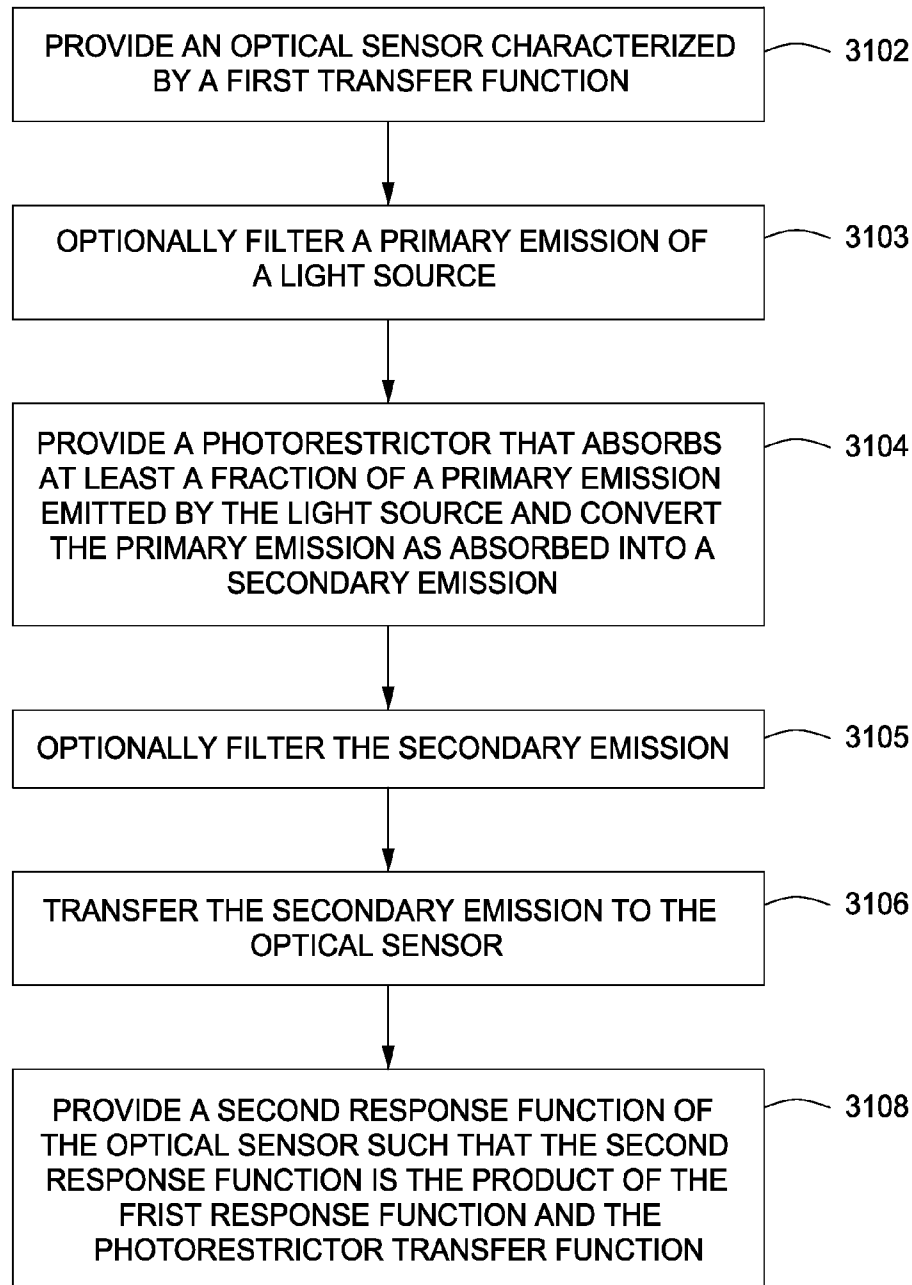 PROVIDE AN OPTICAL SENSOR CHARACTERIZED
BY A FIRST TRANSFER FUNCTION
3102
OPTIONALLY FILTER A PRIMARY EMISSION OF
A LIGHT SOURCE
3103
PROVIDE A PHOTORESTRICTOR THAT ABSORBS
AT LEAST A FRACTION OF A PRIMARY EMISSION
EMITTED BY THE LIGHT SOURCE AND CONVERT
THE PRIMARY EMISSION AS ABSORBED INTO A
SECONDARY EMISSION
3104
OPTIONALLY FILTER THE SECONDARY EMISSION
3105
TRANSFER THE SECONDARY EMISSION TO THE
OPTICAL SENSOR
3106
PROVIDE A SECOND RESPONSE FUNCTION OF
THE OPTICAL SENSOR SUCH THAT THE SECOND
RESPONSE FUNCTION IS THE PRODUCT OF THE
FRIST RESPONSE FUNCTION AND THE
PHOTORESTRICTOR TRANSFER FUNCTION
3108